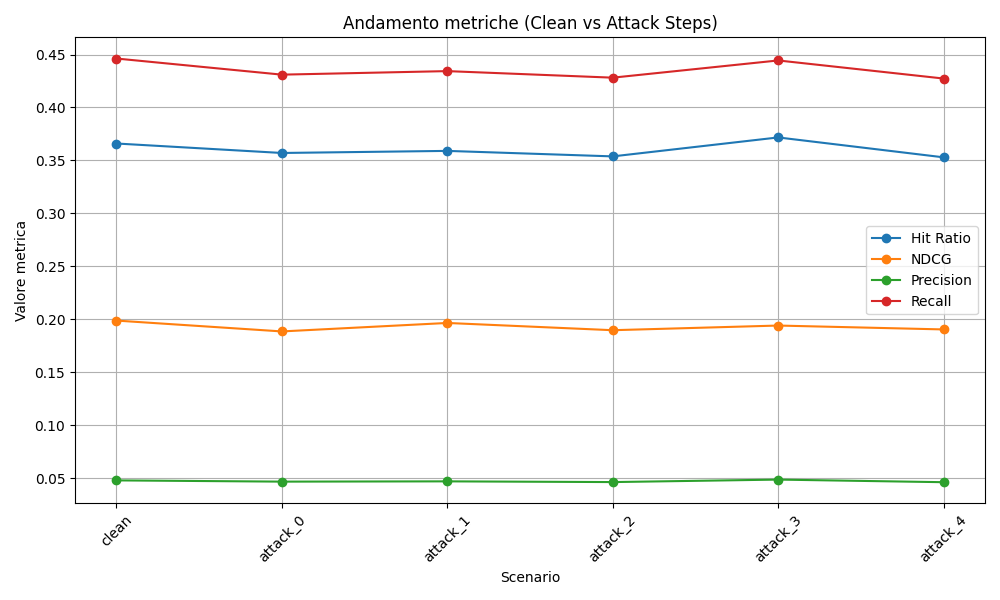 Andamento metriche (Clean vs Attack Steps)
Valore metrica
0.45
0.40
0.35
0.30
0.25
0.20
0.15
0.10
0.05
Hit Ratio
NDCG
Precision
Recall
clean
attack_0
attack_1
attack_2
attack_3
attack_4
Scenario